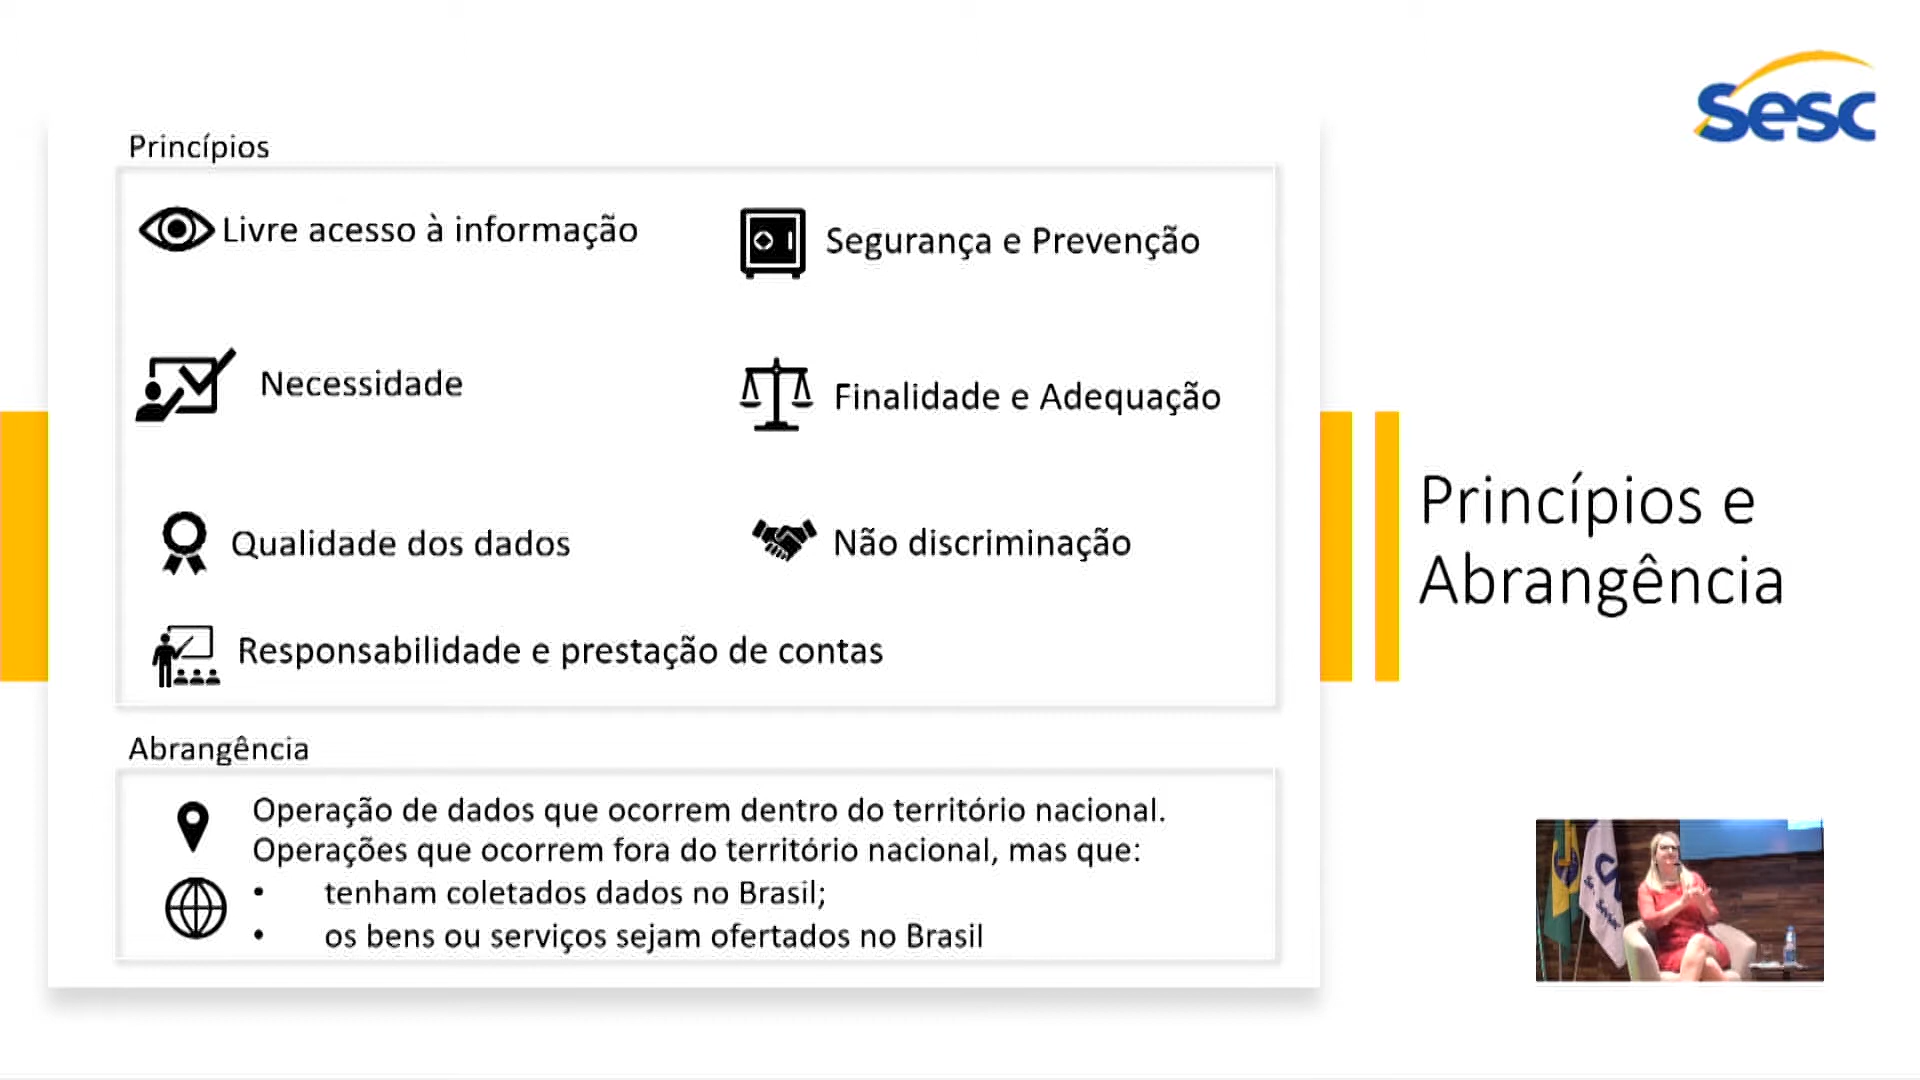 Sesc
Princípios
Livre acesso à informação
Segurança e Prevenção
Necessidade
Finalidade e Adequação
Qualidade dos dados
Não discriminação
Responsabilidade e prestação de contas
Abrangência
Operação de dados que ocorrem dentro do território nacional.
Operações que ocorrem fora do território nacional, mas que:
• tenham coletados dados no Brasil;
• os bens ou serviços sejam ofertados no Brasil
Princípios e
Abrangência